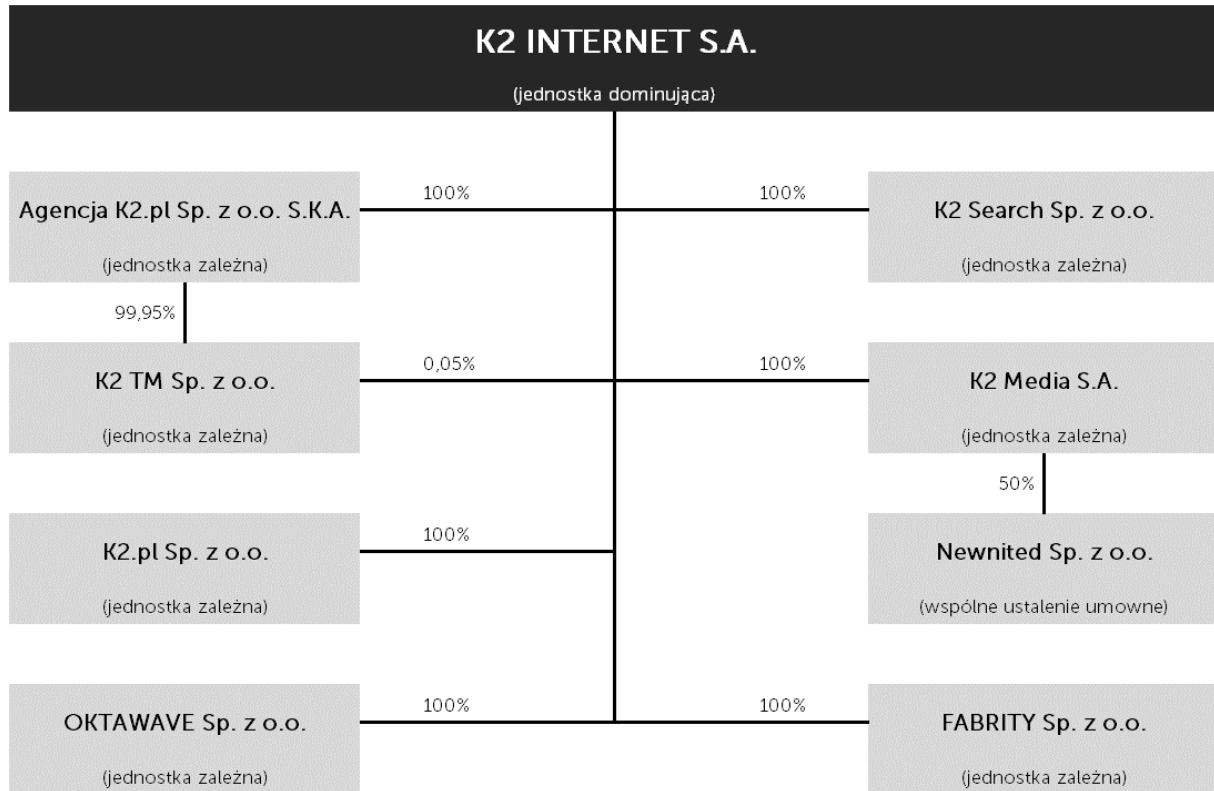 K2 INTERNET S.A.
(jednostka dominująca)
100%
100%
Agencja K2.pl Sp. z o.o. S.K.A.
(jednostka zależna)
K2 Search Sp. z o.o.
(jednostka zależna)
99,95%
0,05%
100%
K2 TM Sp. z o.o.
(jednostka zależna)
K2 Media S.A.
(jednostka zależna)
50%
100%
K2.pl Sp. z o.o.
(jednostka zależna)
Newnited Sp. z o.o.
(wspólne ustalenie umowne)
100%
100%
OKTAWAVE Sp. z o.o.
(jednostka zależna)
FABRITY Sp. z o.o.
(jednostka zależna)